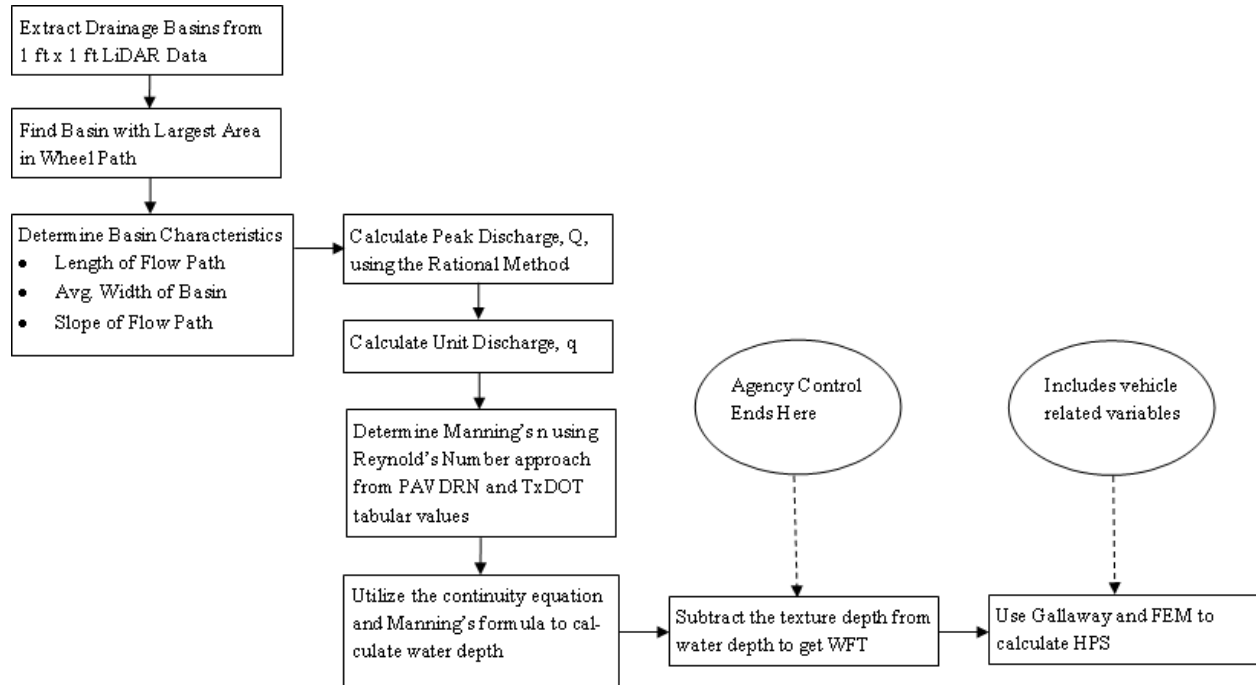 Extract Drainage Basins from
1 ft x 1 ft LiDAR Data
Find Basin with Largest Area
in Wheel Path
Determine Basin Characteristics
• Length of Flow Path
• Avg. Width of Basin
• Slope of Flow Path
Calculate Peak Discharge, Q,
using the Rational Method
Calculate Unit Discharge, q
Determine Manning's n using
Reynold's Number approach
from PAVDRN and TxDOT
tabular values
Utilize the continuity equation
and Manning's formula to cal-
culate water depth
Agency Control
Ends Here
Subtract the texture depth from
water depth to get WFT
Includes vehicle
related variables
Use Gallaway and FEM to
calculate HPS